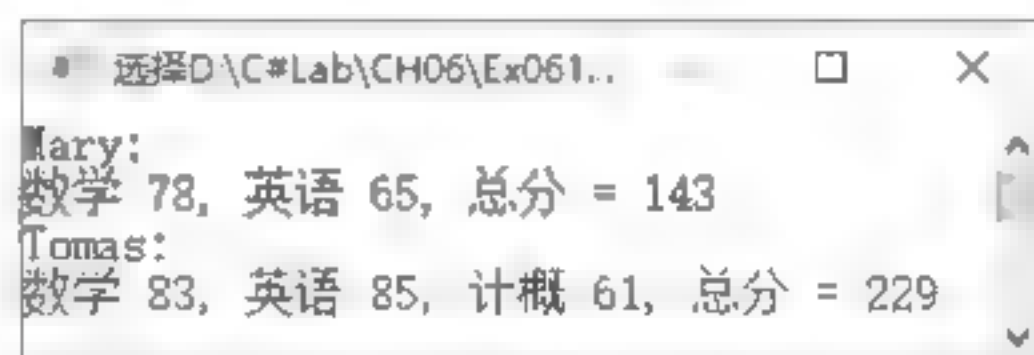 选择D:\C#Lab\CH06\Ex061..
Mary:
数学 78, 英语 65, 总分 = 143
Tomas:
数学 83, 英语 85, 计概 61, 总分 = 229